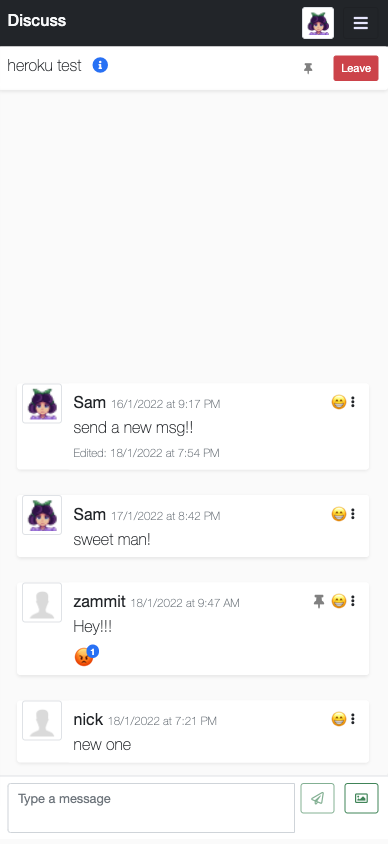 Discuss
heroku test
Leave
Sam 16/1/2022 at 9:17 PM
send a new msg!!
Edited: 18/1/2022 at 7:54 PM
Sam 17/1/2022 at 8:42 PM
sweet man!
zammit 18/1/2022 at 9:47 AM
Hey!!!
1
nick 18/1/2022 at 7:21 PM
new one
Type a message